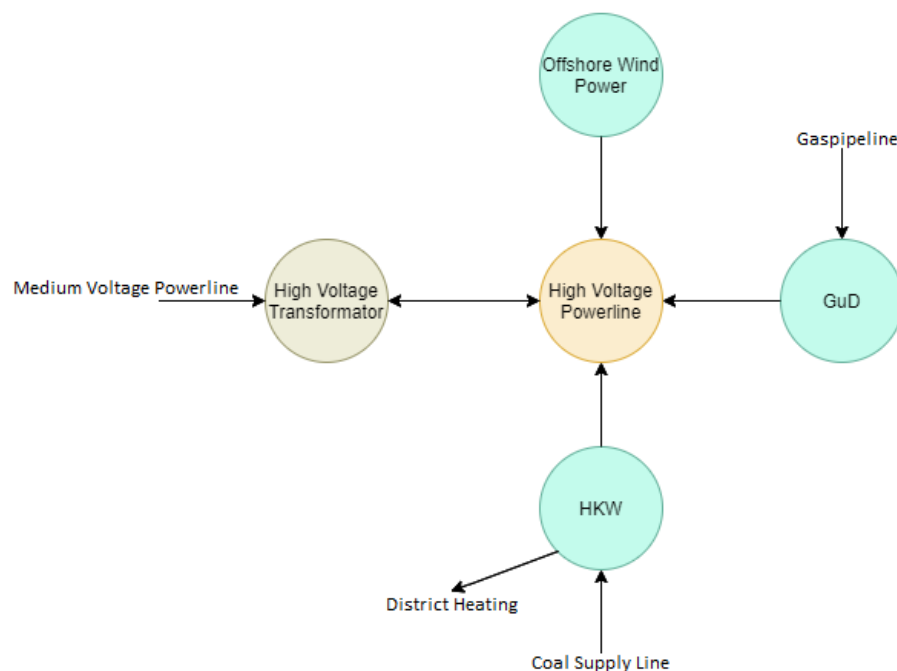 Offshore Wind
Power
Gaspipeline
Medium Voltage Powerline
High Voltage
Transformator
High Voltage
Powerline
GuD
HKW
District Heating
Coal Supply Line